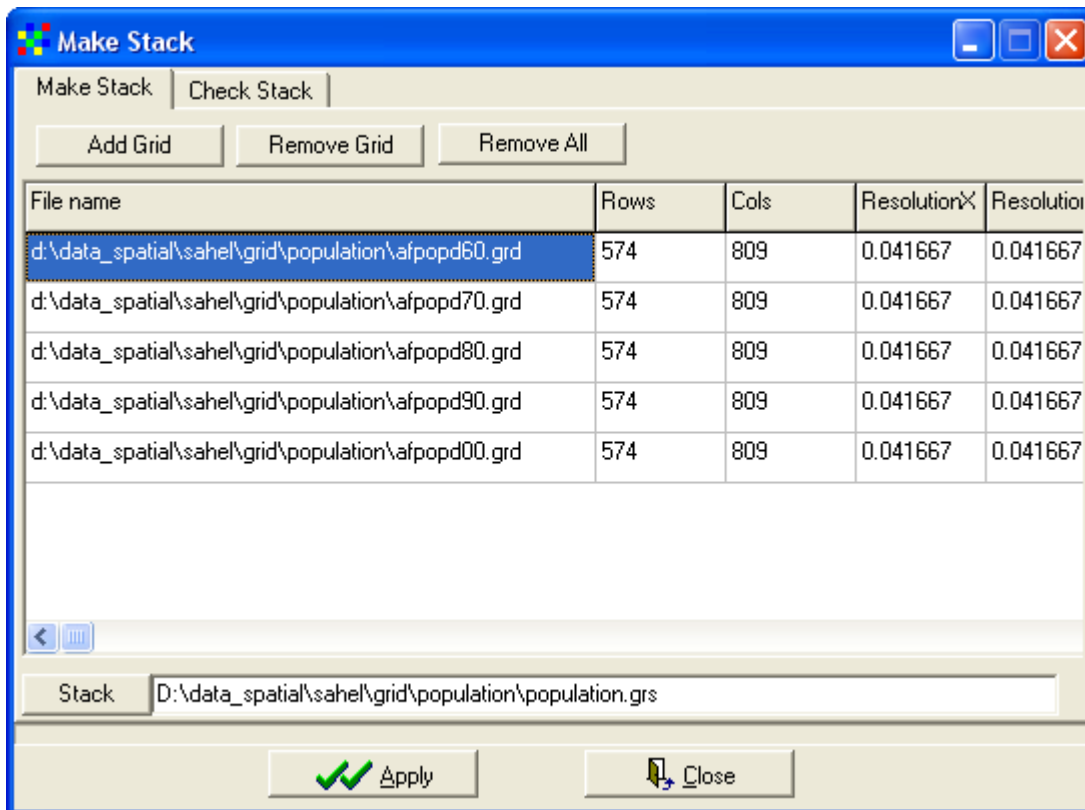 Make Stack
Make Stack Check Stack
Add Grid Remove Grid Remove All
File name Rows Cols ResolutionX Resolution
d:\data_spatial\sahel\grid\population\afpopd60.grd 574 809 0.041667 0.041667
d:\data_spatial\sahel\grid\population\afpopd70.grd 574 809 0.041667 0.041667
d:\data_spatial\sahel\grid\population\afpopd80.grd 574 809 0.041667 0.041667
d:\data_spatial\sahel\grid\population\afpopd90.grd 574 809 0.041667 0.041667
d:\data_spatial\sahel\grid\population\afpopd00.grd 574 809 0.041667 0.041667
Stack D:\data_spatial\sahel\grid\population\population.grs
Apply Close